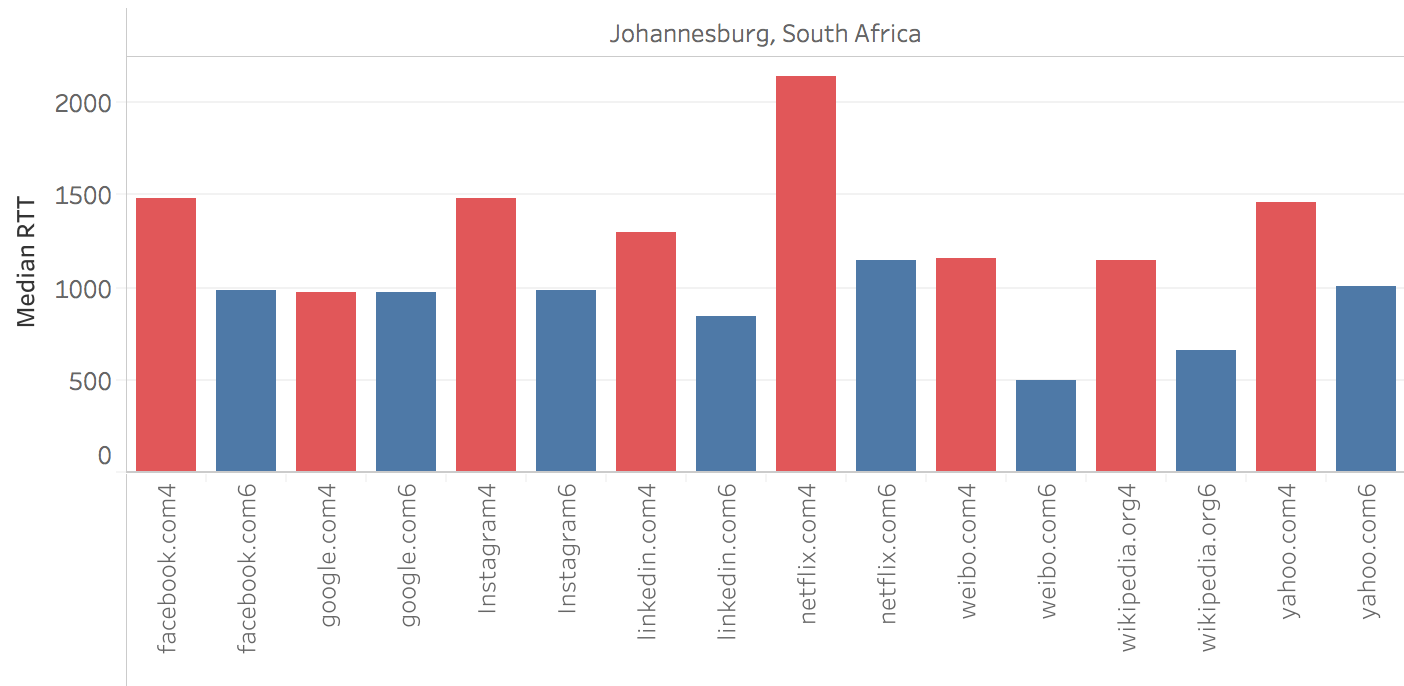 Johannesburg, South Africa
Median RTT
2000
1500
1000
500
0
facebook.com4
facebook.com6
google.com4
google.com6
Instagram4
Instagram6
linkedin.com4
linkedin.com6
netflix.com4
netflix.com6
weibo.com4
weibo.com6
wikipedia.org4
wikipedia.org6
yahoo.com4
yahoo.com6